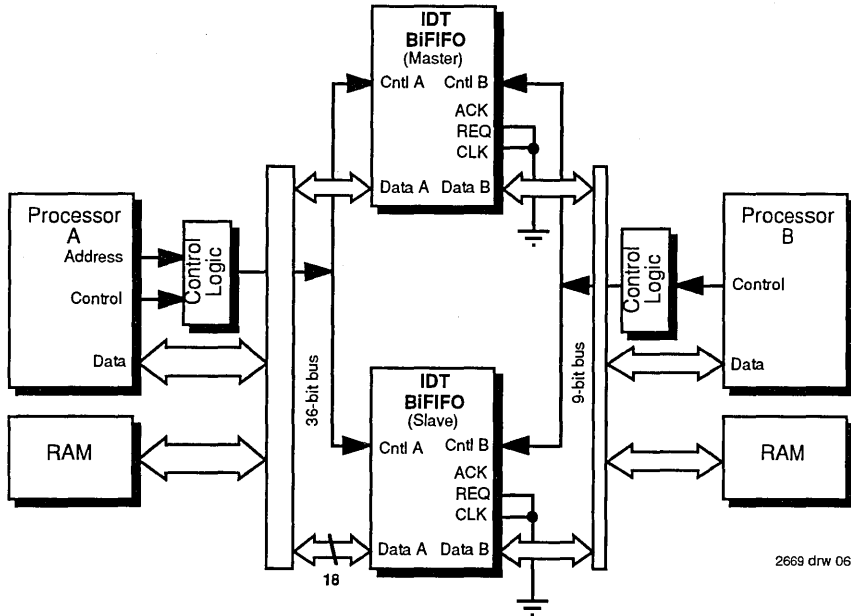 IDT
BiFIFO
(Master)
Cntl A Cntl B
ACK
REQ
CLK
Data A Data B
Processor
A
Address
Control
Data
Control
Logic
RAM
36-bit bus
18
IDT
BiFIFO
(Slave)
Cntl A Cntl B
ACK
REQ
CLK
Data A Data B
9-bit bus
Control
Logic
Processor
B
Control
Data
RAM
2669 drw 06